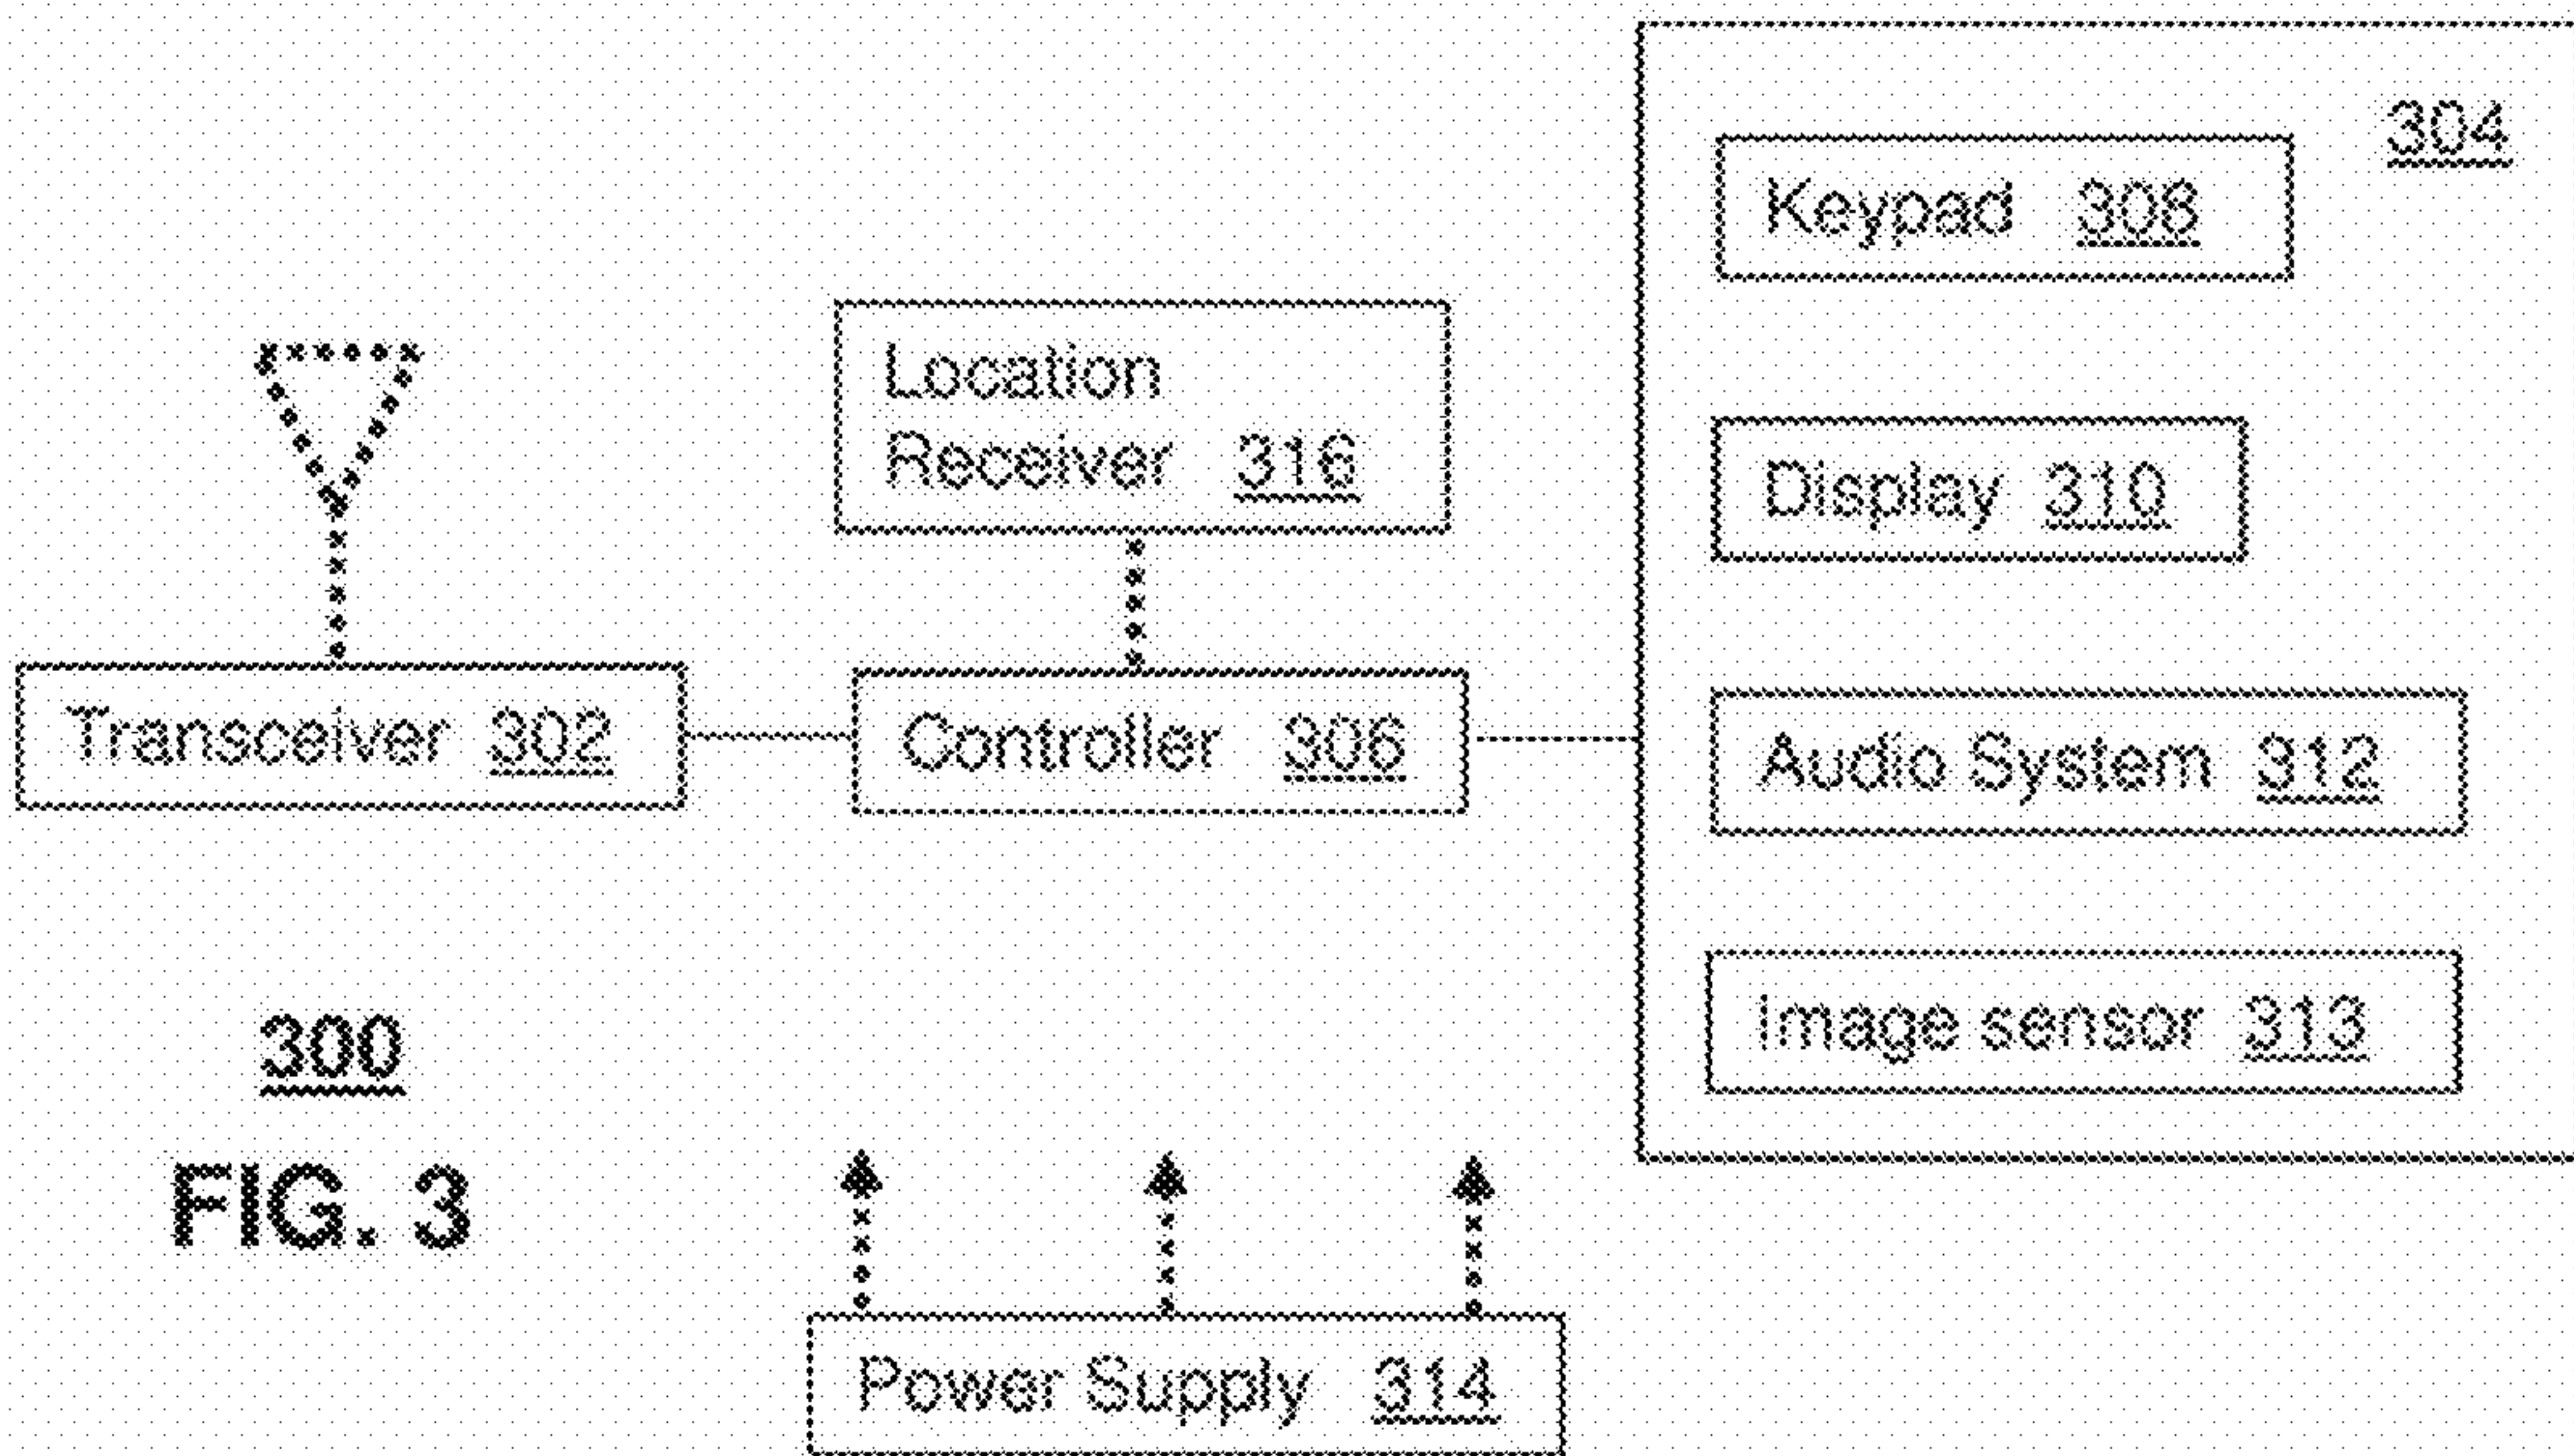 304
Keypad 308
Location
Receiver 316
Display 310
Transceiver 302
Controller 306
Audio System 312
Image sensor 313
300
FIG. 3
Power Supply 314